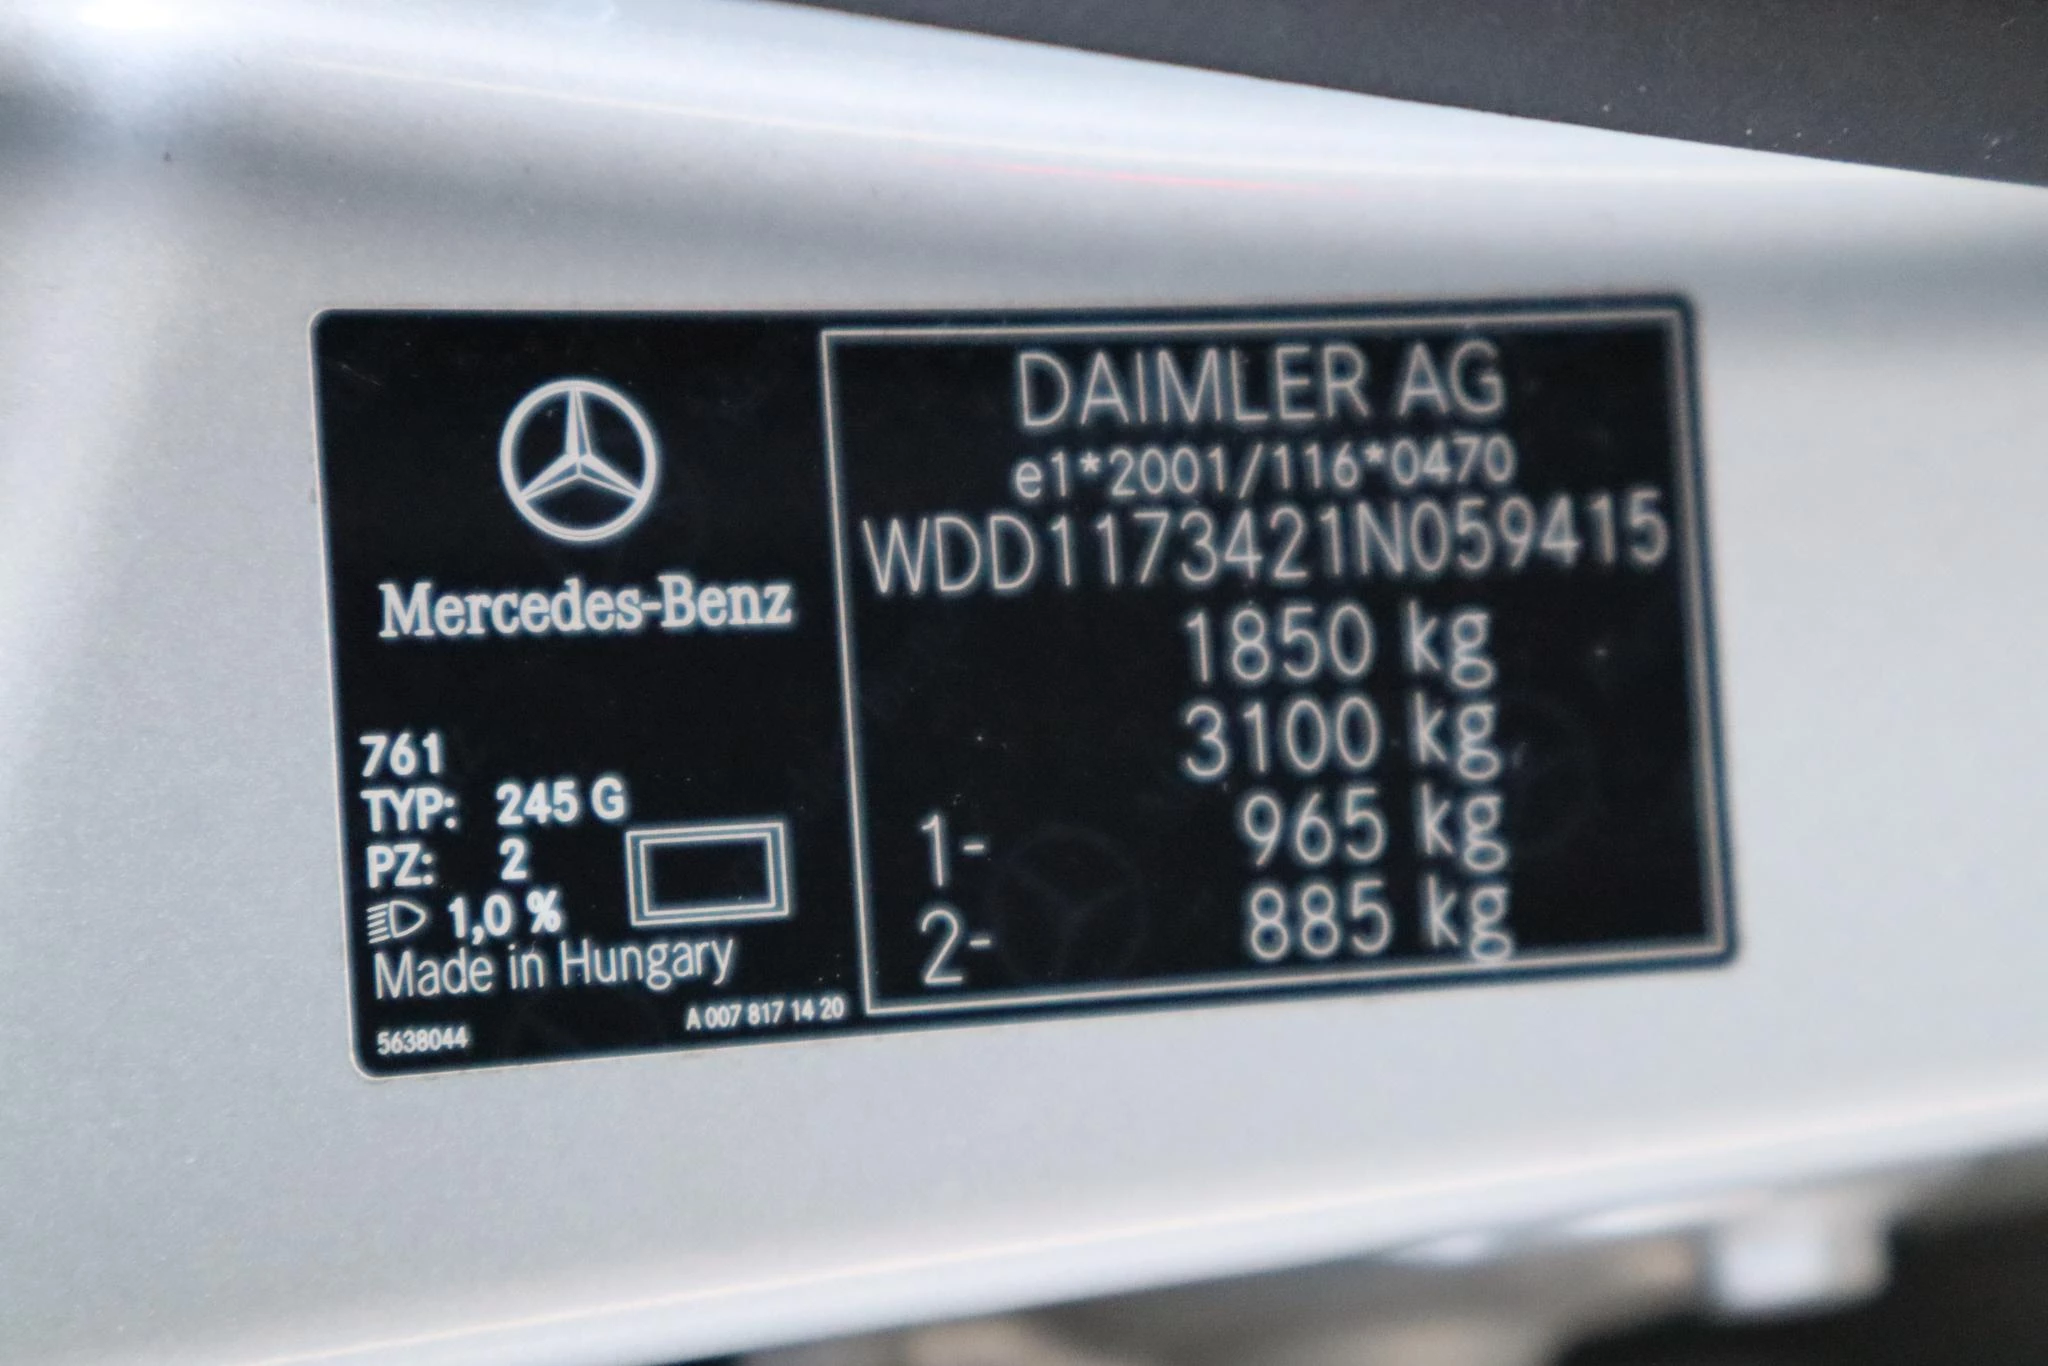 Mercedes-Benz
761
TYP: 245 G
PZ: 2
1,0 %
Made in Hungary
A 007 817 14 20
5638044
DAIMLER AG
e1*2001/116*0470
WDD1173421N059415
1850 kg
3100 kg
1- 965 kg
2- 885 kg